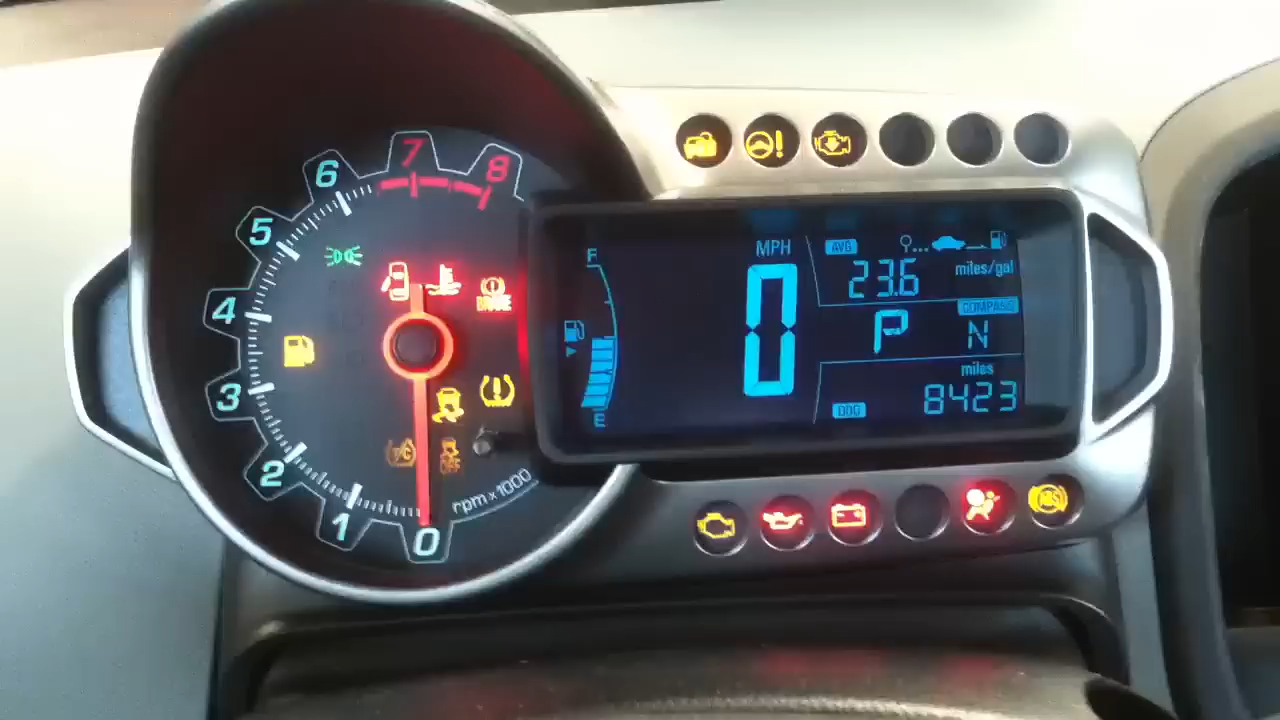 8
7
6
5
4
3
2
1
0
rpm x 1000
BRAKE
OFF
F
E
MPH
0
AVG
23.6 miles/gal
COMPASS
P N
miles
ODO 8423